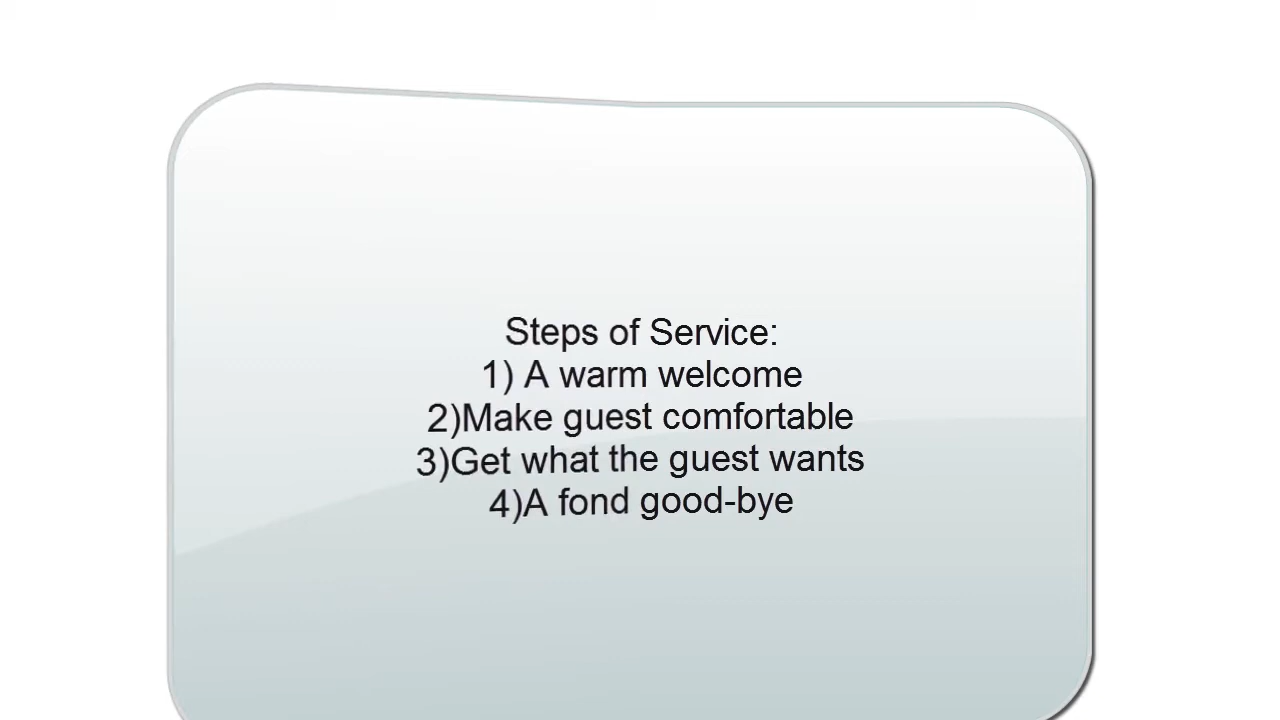 Steps of Service:
1) A warm welcome
2)Make guest comfortable
3)Get what the guest wants
4)A fond good-bye